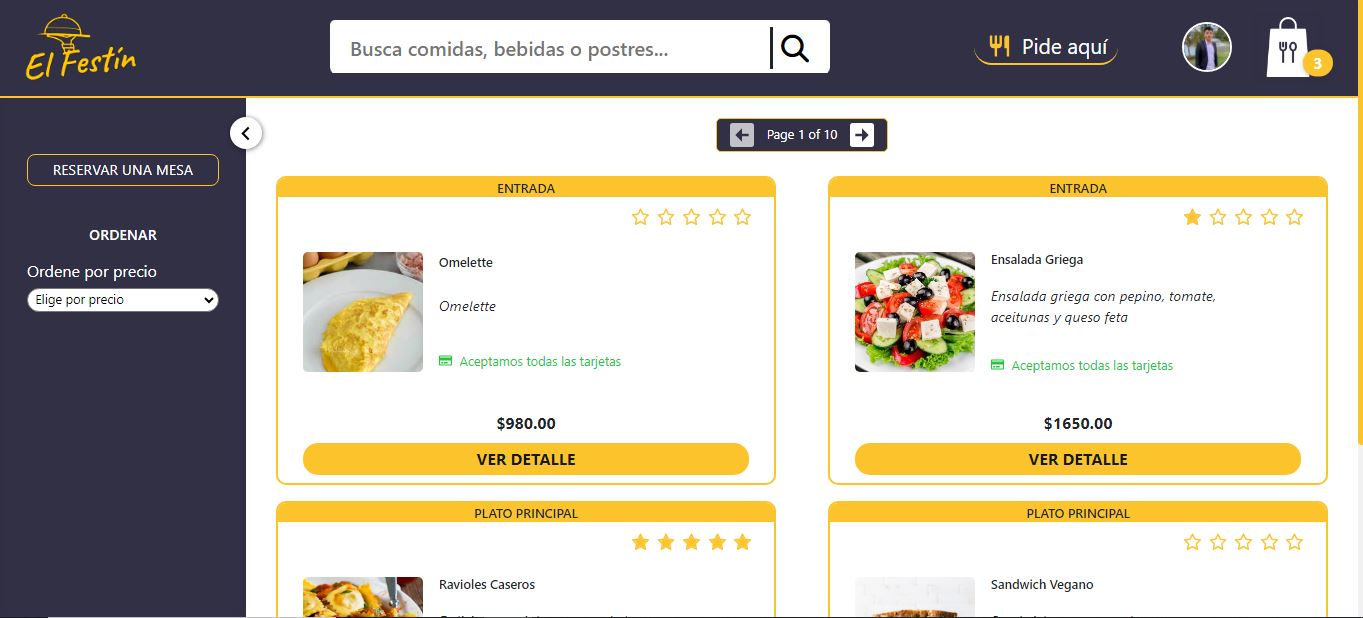 El Festín
Busca comidas, bebidas o postres...
Pide aquí
3
RESERVAR UNA MESA
ORDENAR
Ordene por precio
Elige por precio
Page 1 of 10
ENTRADA
Omelette
Omelette
Aceptamos todas las tarjetas
$980.00
VER DETALLE
ENTRADA
Ensalada Griega
Ensalada griega con pepino, tomate,
aceitunas y queso feta
Aceptamos todas las tarjetas
$1650.00
VER DETALLE
PLATO PRINCIPAL
Ravioles Caseros
PLATO PRINCIPAL
Sandwich Vegano